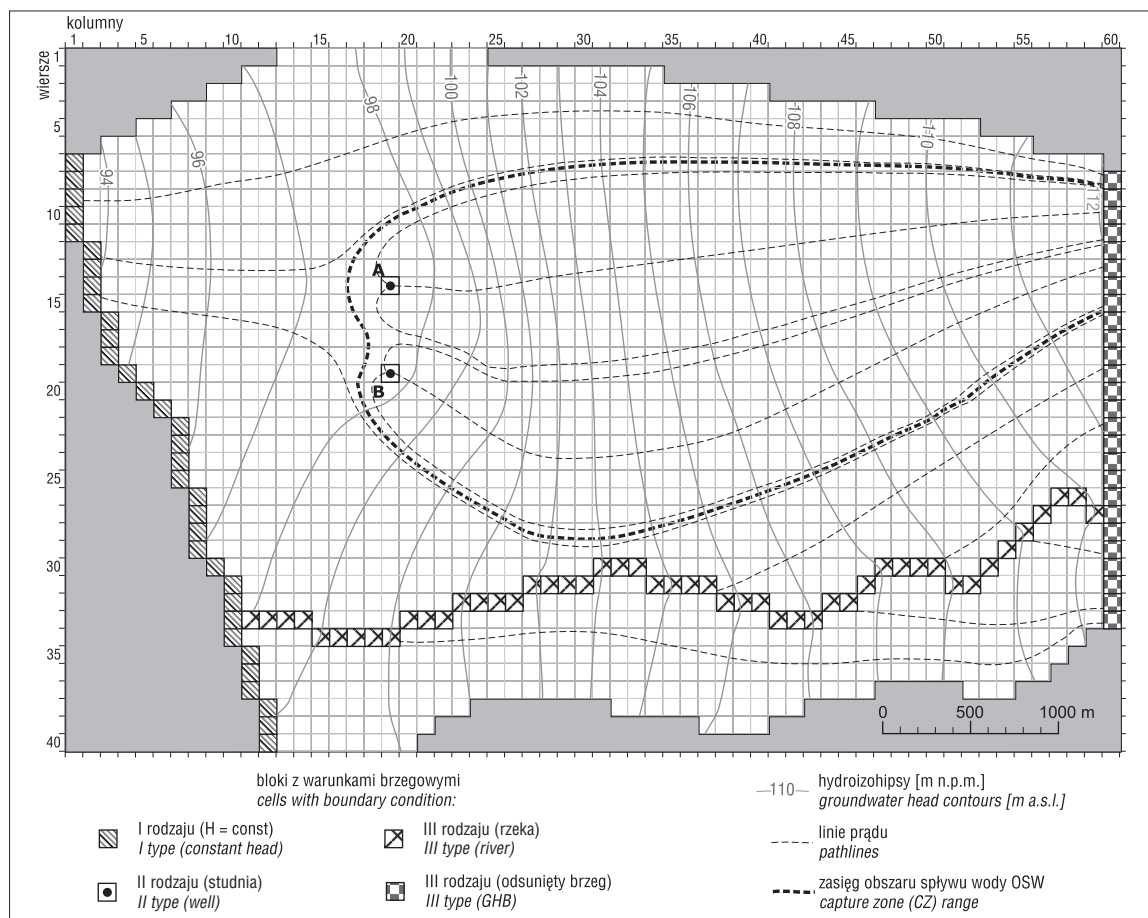 kolumny
1 5 10 15 20 25 30 35 40 45 50 55 60
wiersze
1
5
10
15
20
25
30
35
40
94
96
98
100
102
104
106
108
110
112
A
B
0 500 1000 m
bloki z warunkami brzegowymi
cells with boundary condition:
I rodzaju (H = const)
I type (constant head)
II rodzaju (studnia)
II type (well)
III rodzaju (rzeka)
III type (river)
III rodzaju (odsunięty brzeg)
III type (GHB)
110 hydroizohipsy [m n.p.m.]
groundwater head contours [m a.s.l.]
linie prądu
pathlines
zasięg obszaru spływu wody OSW
capture zone (CZ) range